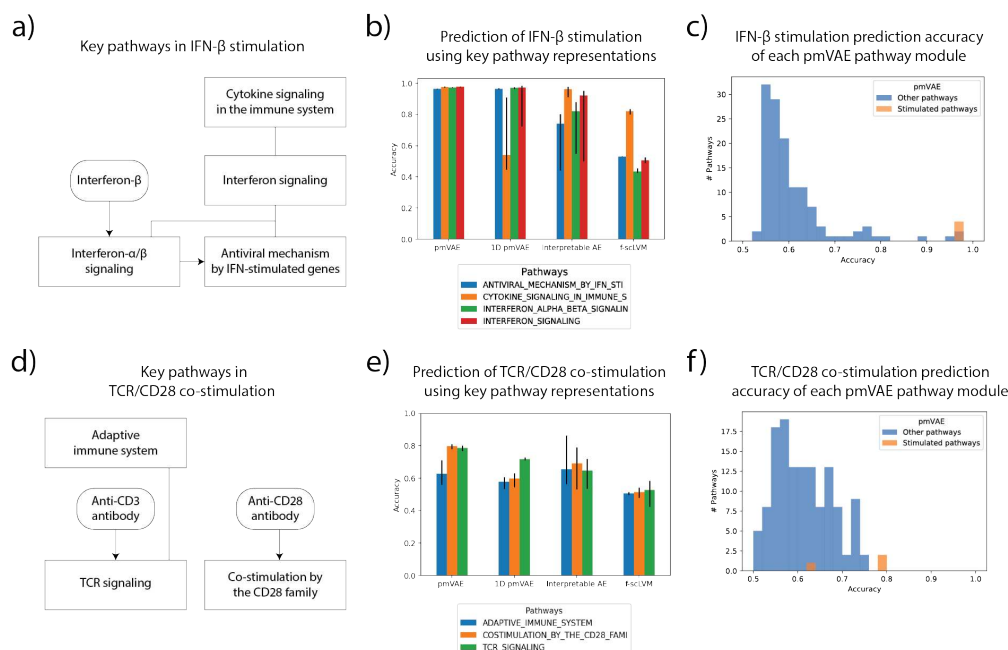 a)
Key pathways in IFN-β stimulation
Cytokine signaling
in the immune system
Interferon-β
Interferon signaling
Interferon-α/β
signaling
Antiviral mechanism
by IFN-stimulated genes
b)
Prediction of IFN-β stimulation
using key pathway representations
1.0
0.8
0.6
0.4
0.2
0.0
Accuracy
pmVAE
1D pmVAE
Interpretable AE
f-scLVM
Pathways
ANTIVIRAL_MECHANISM_BY_IFN_STI
CYTOKINE_SIGNALING_IN_IMMUNE_S
INTERFERON_ALPHA_BETA_SIGNALIN
INTERFERON_SIGNALING
c)
IFN-β stimulation prediction accuracy
of each pmVAE pathway module
pmVAE
Other pathways
Stimulated pathways
30
25
20
15
10
5
0
# Pathways
0.5 0.6 0.7 0.8 0.9 1.0
Accuracy
d)
Key pathways in
TCR/CD28 co-stimulation
Adaptive
immune system
Anti-CD3
antibody
Anti-CD28
antibody
TCR signaling
Co-stimulation by
the CD28 family
e)
Prediction of TCR/CD28 co-stimulation
using key pathway representations
1.0
0.8
0.6
0.4
0.2
0.0
Accuracy
pmVAE
1D pmVAE
Interpretable AE
f-scLVM
Pathways
ADAPTIVE_IMMUNE_SYSTEM
COSTIMULATION_BY_THE_CD28_FAMI
TCR_SIGNALING
f)
TCR/CD28 co-stimulation prediction
accuracy of each pmVAE pathway module
pmVAE
Other pathways
Stimulated pathways
17.5
15.0
12.5
10.0
7.5
5.0
2.5
0.0
# Pathways
0.5 0.6 0.7 0.8 0.9 1.0
Accuracy